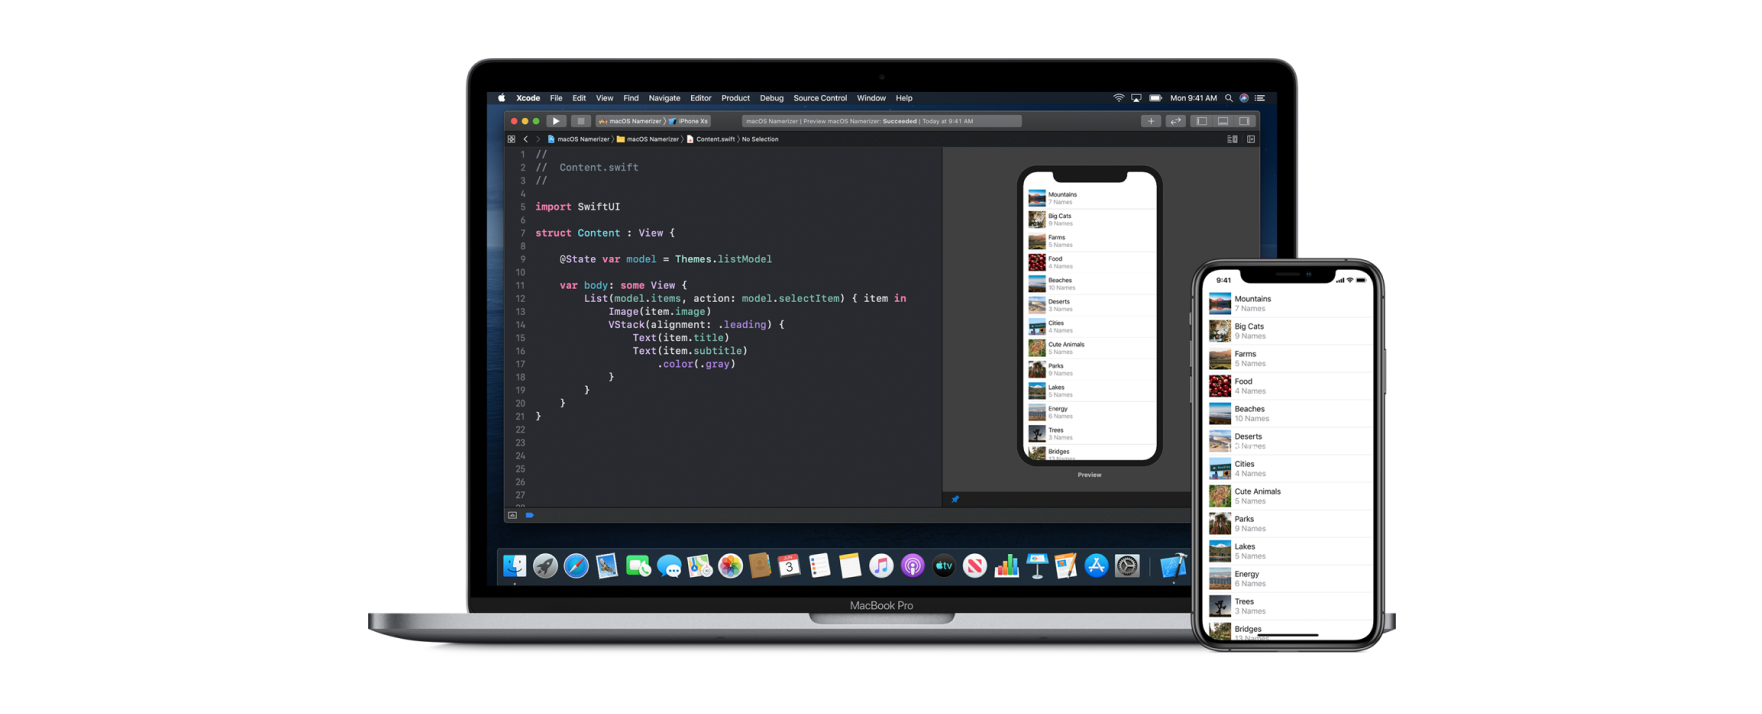 Xcode File Edit View Find Navigate Editor Product Debug Source Control Window Help Mon 9:41 AM
macOS Namerizer iPhone Xs macOS Namerizer | Preview macOS Namerizer: Succeeded | Today at 9:41 AM
macOS Namerizer macOS Namerizer Content.swift No Selection
1 //
2 // Content.swift
3 //
4
5 import SwiftUI
6
7 struct Content : View {
8
9 @State var model = Themes.listModel
10
11 var body: some View {
12 List(model.items, action: model.selectItem) { item in
13 Image(item.image)
14 VStack(alignment: .leading) {
15 Text(item.title)
16 Text(item.subtitle)
17 .color(.gray)
18 }
19 }
20 }
21 }
22
23
24
25
26
27
Mountains
7 Names
Big Cats
9 Names
Farms
5 Names
Food
4 Names
Beaches
10 Names
Deserts
3 Names
Cities
4 Names
Cute Animals
5 Names
Parks
9 Names
Lakes
5 Names
Energy
6 Names
Trees
3 Names
Bridges
13 Names
Preview
3
tv
MacBook Pro
9:41
Mountains
7 Names
Big Cats
9 Names
Farms
5 Names
Food
4 Names
Beaches
10 Names
Deserts
Names
Cities
4 Names
Cute Animals
5 Names
Parks
9 Names
Lakes
5 Names
Energy
6 Names
Trees
3 Names
Bridges
13 Names